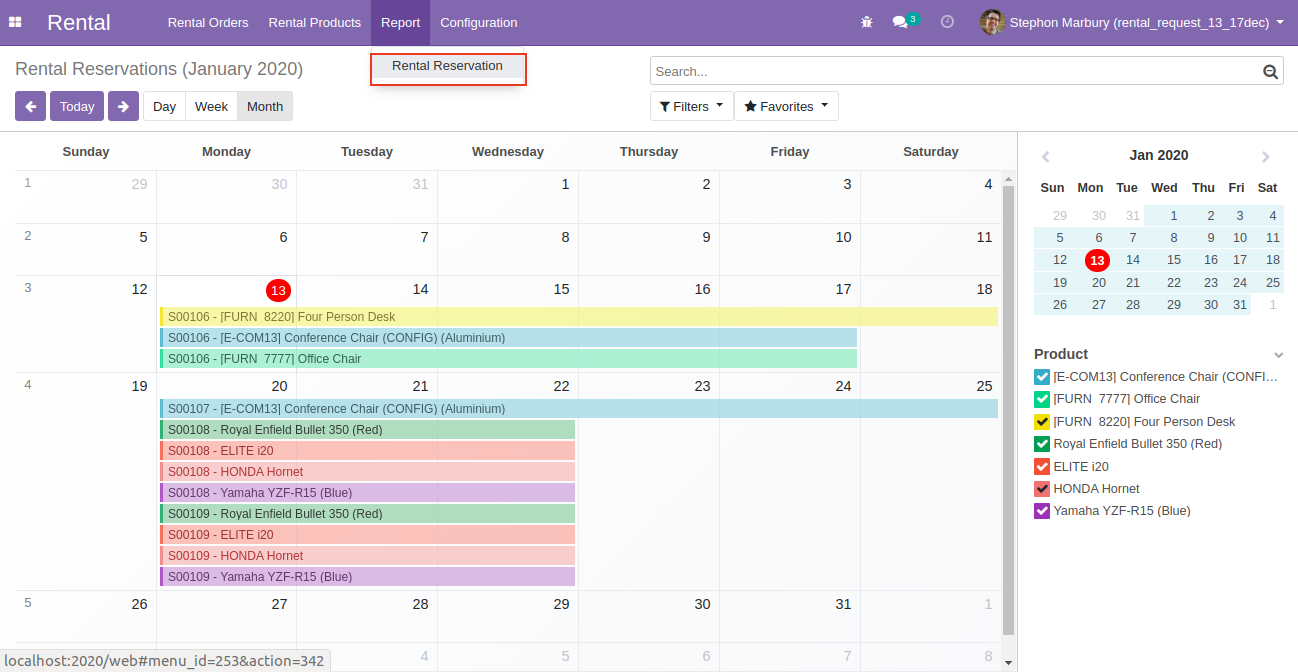 Rental
Rental Orders
Rental Products
Report
Configuration
3
Stephon Marbury (rental_request_13_17dec)
Rental Reservation
Rental Reservations (January 2020)
Search...
Today
Day
Week
Month
Filters
Favorites
Sunday Monday Tuesday Wednesday Thursday Friday Saturday
1 29 30 31 1 2 3 4
2 5 6 7 8 9 10 11
3 12 13 14 15 16 17 18
S00106 - [FURN_8220] Four Person Desk
S00106 - [E-COM13] Conference Chair (CONFIG) (Aluminium)
S00106 - [FURN_7777] Office Chair
4 19 20 21 22 23 24 25
S00107 - [E-COM13] Conference Chair (CONFIG) (Aluminium)
S00108 - Royal Enfield Bullet 350 (Red)
S00108 - ELITE i20
S00108 - HONDA Hornet
S00108 - Yamaha YZF-R15 (Blue)
S00109 - Royal Enfield Bullet 350 (Red)
S00109 - ELITE i20
S00109 - HONDA Hornet
S00109 - Yamaha YZF-R15 (Blue)
5 26 27 28 29 30 31 1
4 5 6 7 8
Jan 2020
Sun Mon Tue Wed Thu Fri Sat
29 30 31 1 2 3 4
5 6 7 8 9 10 11
12 13 14 15 16 17 18
19 20 21 22 23 24 25
26 27 28 29 30 31 1
Product
[E-COM13] Conference Chair (CONFI...
[FURN_7777] Office Chair
[FURN_8220] Four Person Desk
Royal Enfield Bullet 350 (Red)
ELITE i20
HONDA Hornet
Yamaha YZF-R15 (Blue)
localhost:2020/web#menu_id=253&action=342